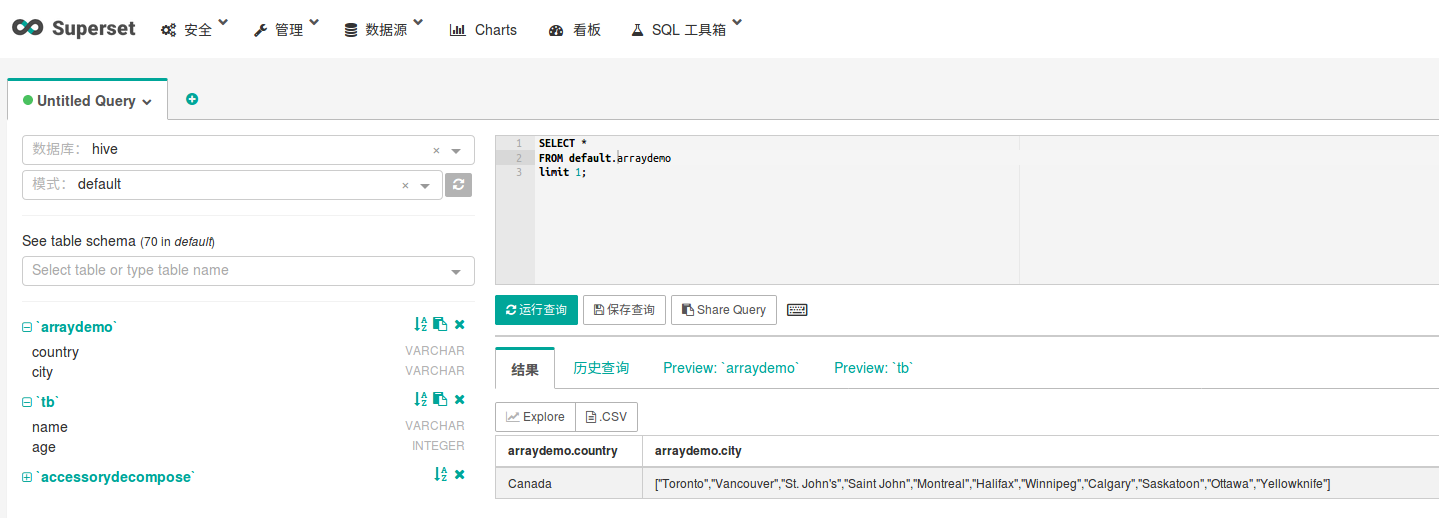 Superset 安全 管理 数据源 Charts 看板 SQL 工具箱
Untitled Query
数据库: hive ×
模式: default ×
See table schema (70 in default)
Select table or type table name
`arraydemo`
country VARCHAR
city VARCHAR
`tb`
name VARCHAR
age INTEGER
`accessorydecompose`
1 SELECT *
2 FROM default.arraydemo
3 limit 1;
运行查询 保存查询 Share Query
结果 历史查询 Preview: `arraydemo` Preview: `tb`
Explore .CSV
arraydemo.country arraydemo.city
Canada ["Toronto","Vancouver","St. John's","Saint John","Montreal","Halifax","Winnipeg","Calgary","Saskatoon","Ottawa","Yellowknife"]